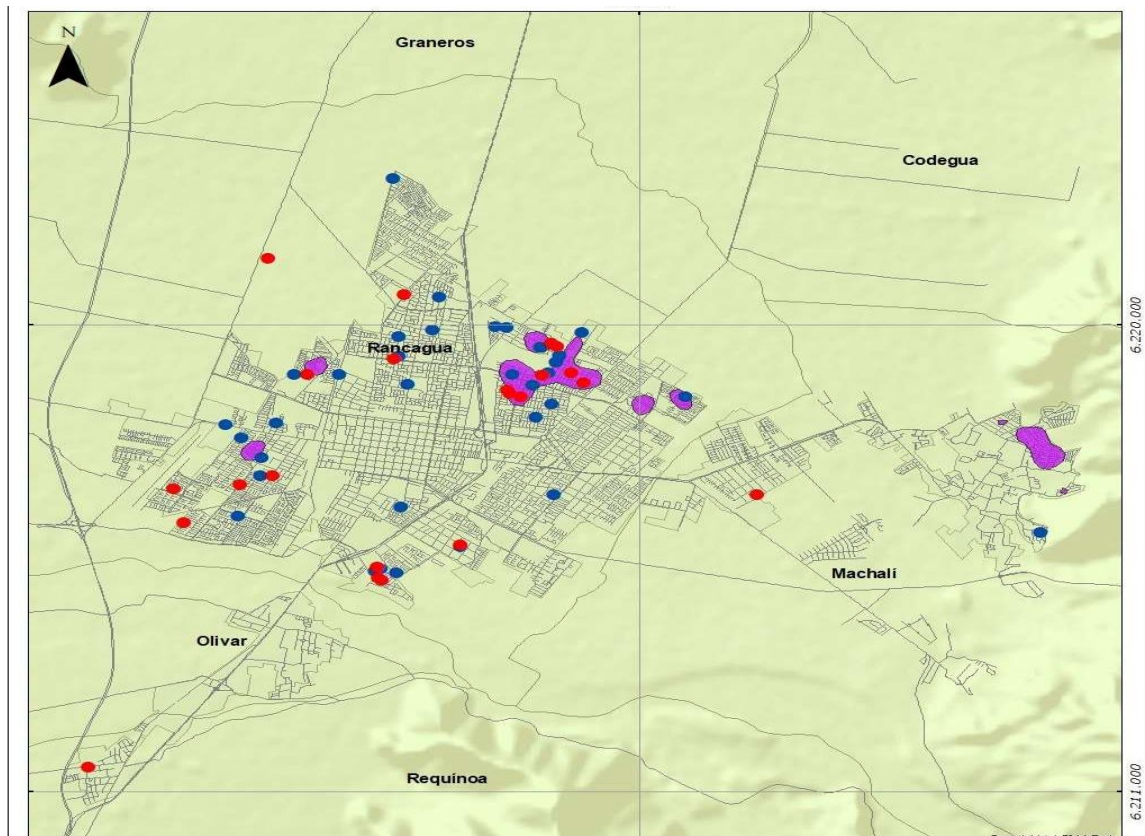 N
Graneros
Codegua
6.220.000
Rancagua
Machalí
Olivar
Requínoa
6.211.000